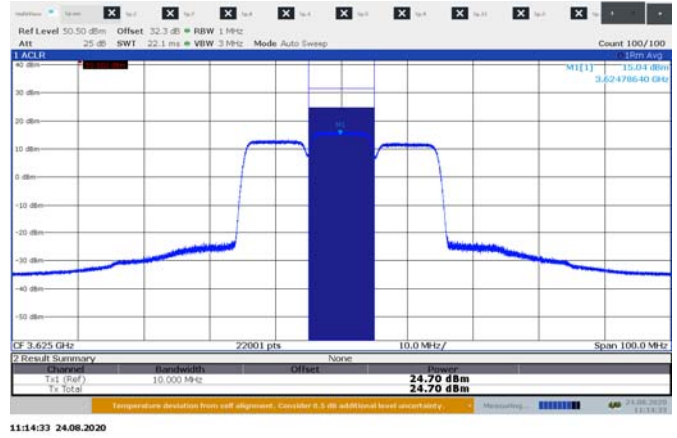 Ref Level 50.50 dBm Offset 32.3 dB RBW 1 MHz
Att 25 dB SWT 22.1 ms VBW 3 MHz Mode Auto Sweep Count 100/100
1 ACLR 1Rm Avg
M1[1] 15.04 dBm
3.62478640 GHz
40 dBm
30 dBm
20 dBm
M1
10 dBm
0 dBm
-10 dBm
-20 dBm
-30 dBm
-40 dBm
-50 dBm
CF 3.625 GHz 22001 pts 10.0 MHz/ Span 100.0 MHz
2 Result Summary None
Channel Bandwidth Offset Power
Tx1 (Ref) 10.000 MHz 24.70 dBm
Tx Total 24.70 dBm
Temperature deviation from self alignment. Consider 0.5 dB additional level uncertainty.
Measuring...
24.08.2020
11:14:33
11:14:33 24.08.2020